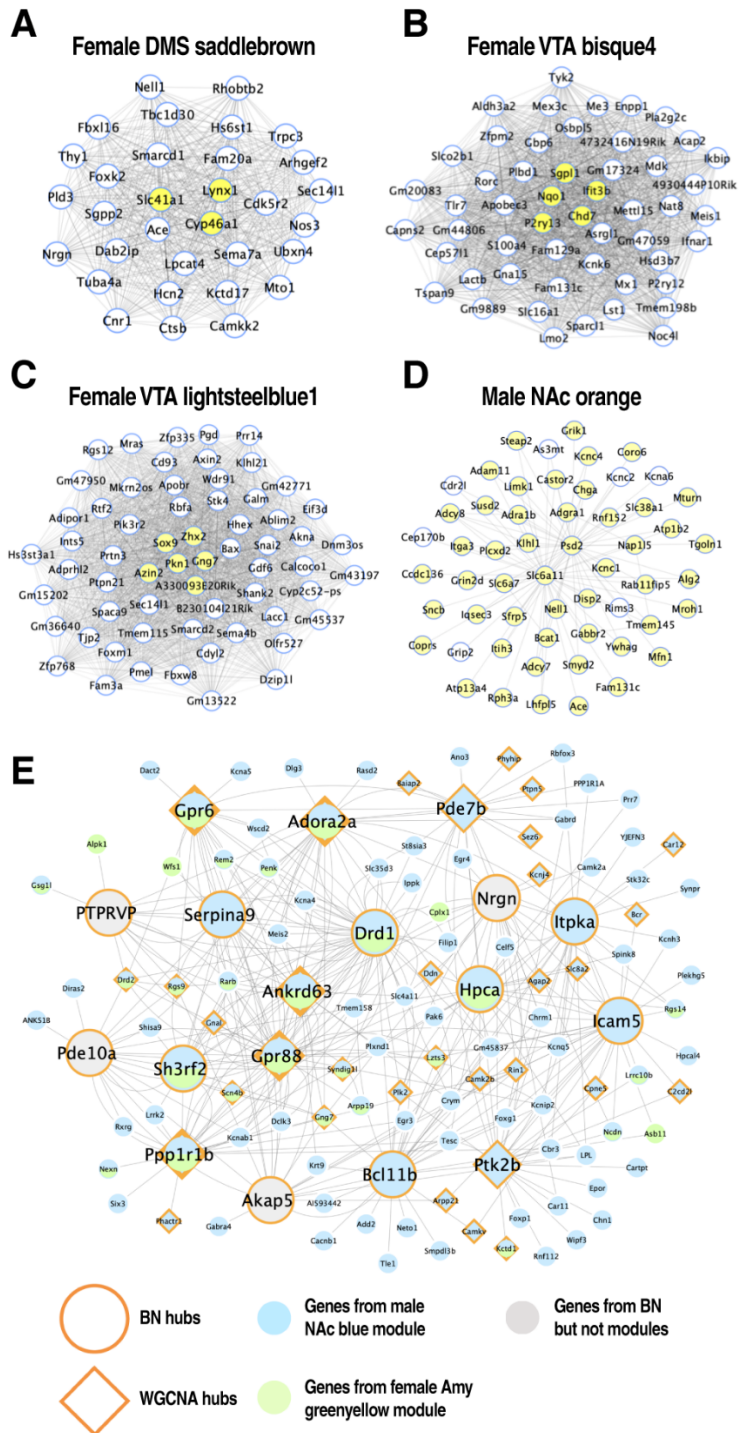 A
Female DMS saddlebrown
Nell1
Rhobtb2
Tbc1d30
Fbxl16
Hs6st1
Trpc3
Thy1
Smarcd1
Fam20a
Arhgef2
Foxk2
Lynx1
Sec14l1
Pld3
Slc41a1
Cdk5r2
Sgpp2
Ace
Cyp46a1
Nos3
Nrgn
Dab2ip
Sema7a
Ubxn4
Lpcat4
Tuba4a
Hcn2
Kctd17
Mto1
Cnr1
Ctsb
Camkk2
B
Female VTA bisque4
Tyk2
Aldh3a2
Mex3c
Me3
Enpp1
Pla2g2c
Zfpm2
Osbpl5
Gbp6
4732416N19Rik
Acap2
Slco2b1
Sgpl1
Gm17324
Mdk
Ikbip
Rorc
Plbd1
4930444P10Rik
Gm20083
Nqo1
Ifit3b
Tlr7
Apobec3
Mettl15
Nat8
Meis1
Capns2
Gm44806
P2ry13
Chd7
Asrgl1
Ifnar1
Cep57l1
S100a4
Fam129a
Gm47059
Hsd3b7
Lactb
Gna15
Kcnk6
Tspan9
Fam131c
Mx1
P2ry12
Gm9889
Slc16a1
Lst1
Tmem198b
Sparcl1
Lmo2
Noc4l
C
Female VTA lightsteelblue1
Rgs12
Mras
Zfp335
Pgd
Prr14
Cd93
Axin2
Klhl21
Gm47950
Mkrn2os
Apobr
Wdr91
Gm42771
Adipor1
Rtf2
Rbfa
Stk4
Galm
Eif3d
Pik3r2
Hhex
Ablim2
Ints5
Sox9
Zhx2
Akna
Dnm3os
Hs3st3a1
Prtn3
Bax
Snai2
Adprhl2
Pkn1
Gng7
Calcoco1
Ptpn21
Azin2
Gdf6
Gm43197
Gm15202
A330093E20Rik
Cyp2c52-ps
Sec14l1
Shank2
Spaca9
B230104I21Rik
Gm36640
Lacc1
Gm45537
Tjp2
Tmem115
Smarcd2
Sema4b
Foxm1
Cdyl2
Olfr527
Zfp768
Pmel
Fbxw8
Dzip1l
Fam3a
Gm13522
D
Male NAc orange
Grik1
Steap2
As3mt
Kcnc4
Coro6
Adam11
Castor2
Kcnc2
Kcna6
Cdr2l
Limk1
Chga
Mturn
Susd2
Slc38a1
Adcy8
Adra1b
Adgra1
Rnf152
Atp1b2
Cep170b
Klhl1
Psd2
Nap1l5
Tgoln1
Itga3
Plcxd2
Ccdc136
Slc6a11
Kcnc1
Grin2d
Slc6a7
Rab11fip5
Alg2
Disp2
Sncb
Nell1
Rims3
Mroh1
Iqsec3
Sfrp5
Tmem145
Bcat1
Gabbr2
Coprs
Grip2
Itih3
Ywhag
Mfn1
Adcy7
Smyd2
Atp13a4
Fam131c
Rph3a
Lhfpl5
Ace
E
Dact2
Kcna5
Dlg3
Rasd2
Ano3
Phyhip
Rbfox3
Baiap2
Ptpn5
PPP1R1A
Gpr6
Adora2a
Pde7b
Prr7
Wscd2
Gabrd
Sez6
YJEFN3
Car12
Alpk1
St8sia3
Wfs1
Rem2
Penk
Egr4
Slc35d3
Camk2a
Kcnj4
Stk32c
Gsg1l
Ippk
Synpr
PTPRVP
Serpina9
Kcna4
Cplx1
Nrgn
Itpka
Bcr
Drd1
Meis2
Filip1
Celf5
Kcnh3
Spink8
Drd2
Rgs9
Rarb
Ddn
Agap2
Slc8a2
Plekhg5
Diras2
Ankrd63
Slc4a11
Hpca
Tmem158
Rgs14
ANKS1B
Gnal
Pak6
Chrm1
Icam5
Shisa9
Plxnd1
Gm45837
Kcnq5
Pde10a
Gpr88
Lzts3
Hpcal4
Sh3rf2
Syndig1l
Rin1
Camk2b
Lrrc10b
Scn4b
Plk2
Cpne5
C2cd2l
Lrrk2
Gng7
Arpp19
Crym
Kcnip2
Rxrg
Dclk3
Egr3
Foxg1
Ncdn
Asb11
Ppp1r1b
Kcnab1
Tesc
Cbr3
LPL
Nexn
Krt9
Bcl11b
Ptk2b
Cartpt
Six3
Akap5
AI593442
Arpp21
Epor
Phactr1
Car11
Chn1
Gabra4
Add2
Neto1
Camkv
Foxp1
Cacnb1
Kctd1
Rnf112
Wipf3
Tle1
Smpdl3b
BN hubs
Genes from male
NAc blue module
Genes from BN
but not modules
WGCNA hubs
Genes from female Amy
greenyellow module